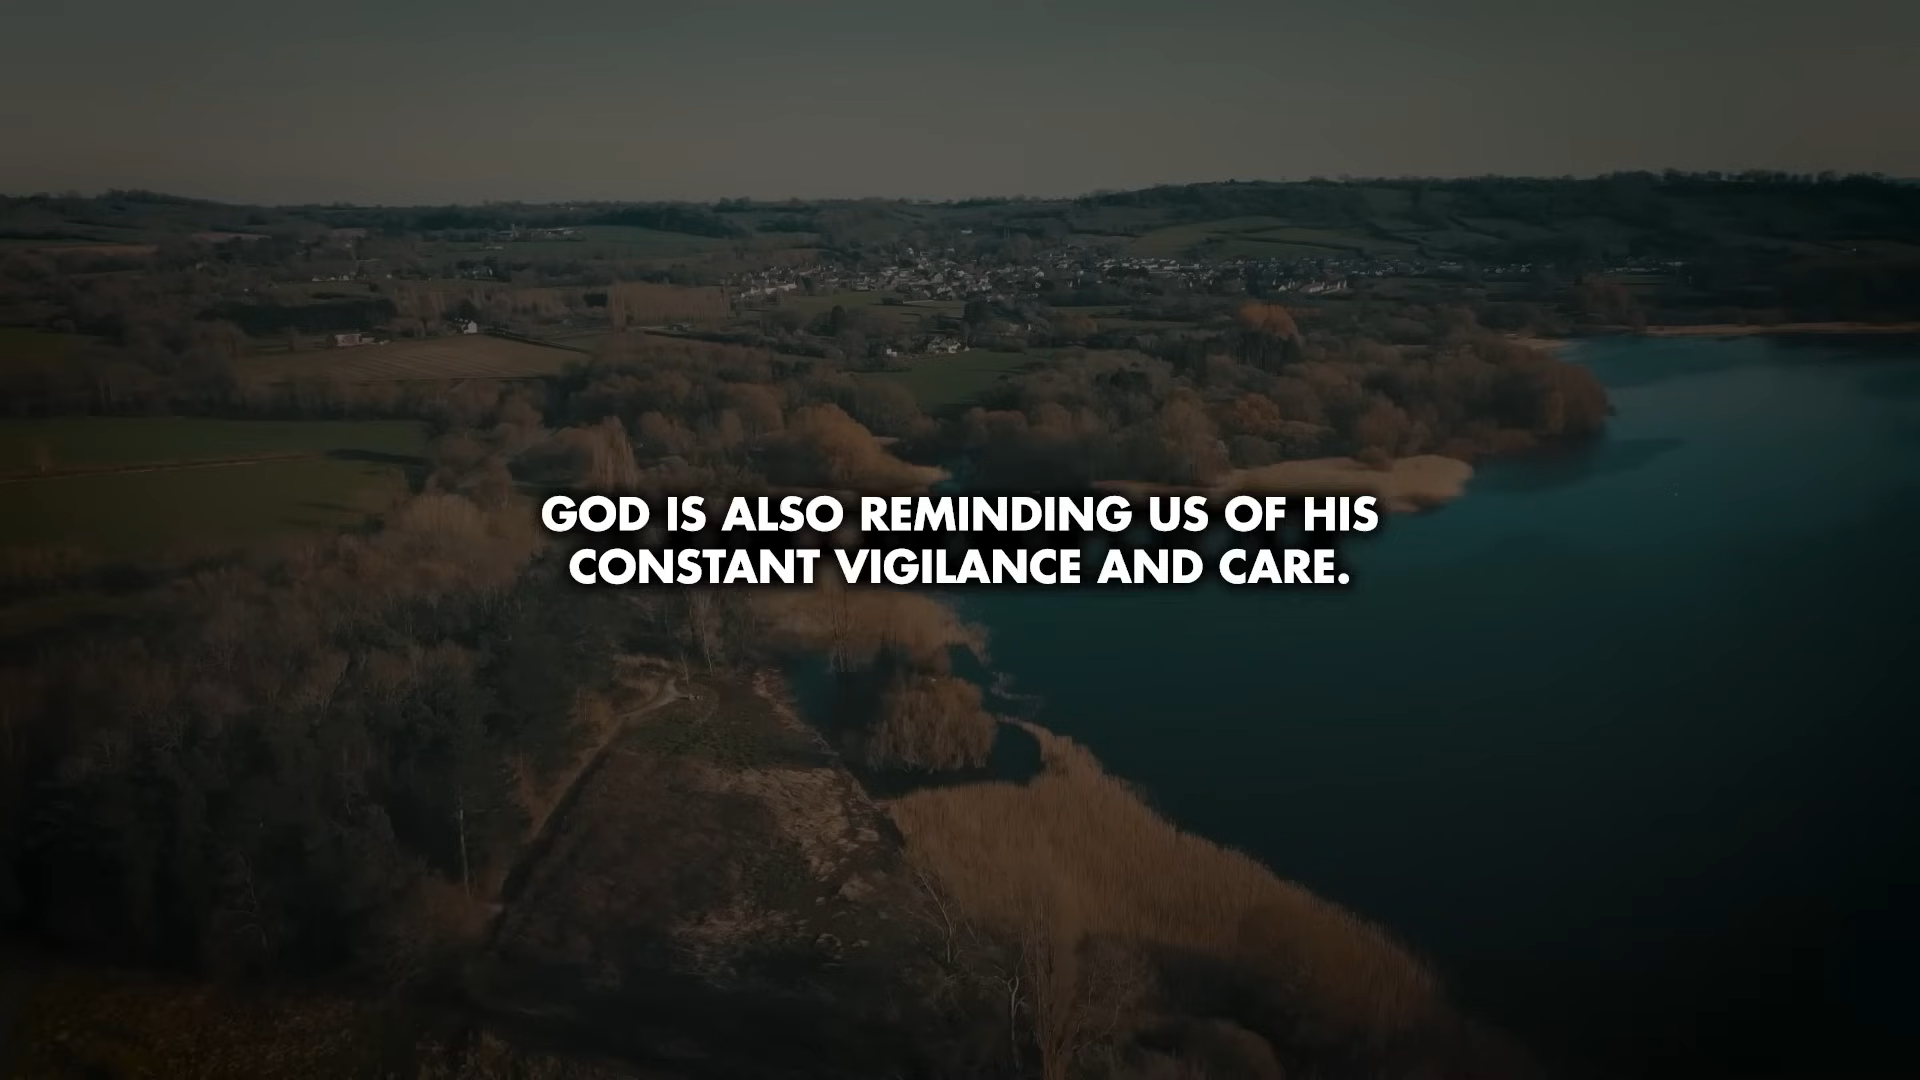 GOD IS ALSO REMINDING US OF HIS
CONSTANT VIGILANCE AND CARE.